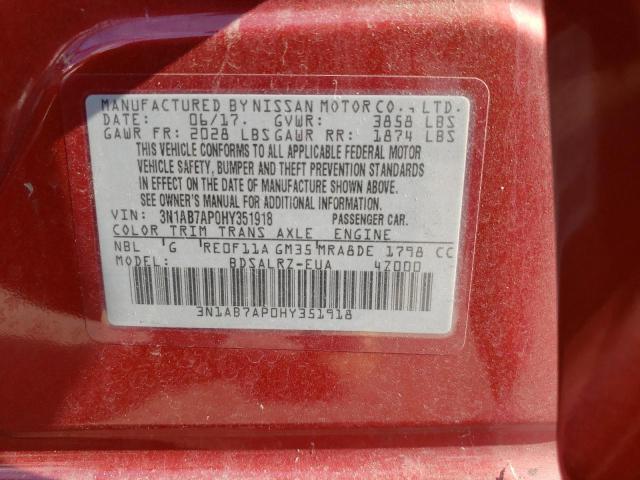 MANUFACTURED BY NISSAN MOTOR CO., LTD.
DATE: 06/17. GVWR: 3858 LBS
GAWR FR: 2028 LBS GAWR RR: 1874 LBS
THIS VEHICLE CONFORMS TO ALL APPLICABLE FEDERAL MOTOR
VEHICLE SAFETY, BUMPER AND THEFT PREVENTION STANDARDS
IN EFFECT ON THE DATE OF MANUFACTURE SHOWN ABOVE.
SEE OWNER'S MANUAL FOR ADDITIONAL INFORMATION.
VIN: 3N1AB7AP0HY351918 PASSENGER CAR.
COLOR TRIM TRANS AXLE ENGINE
NBL G RE0F11A GM35 MRA8DE 1798 CC
MODEL: BDSALRZ-EUA 4Z000
3N1AB7AP0HY351918